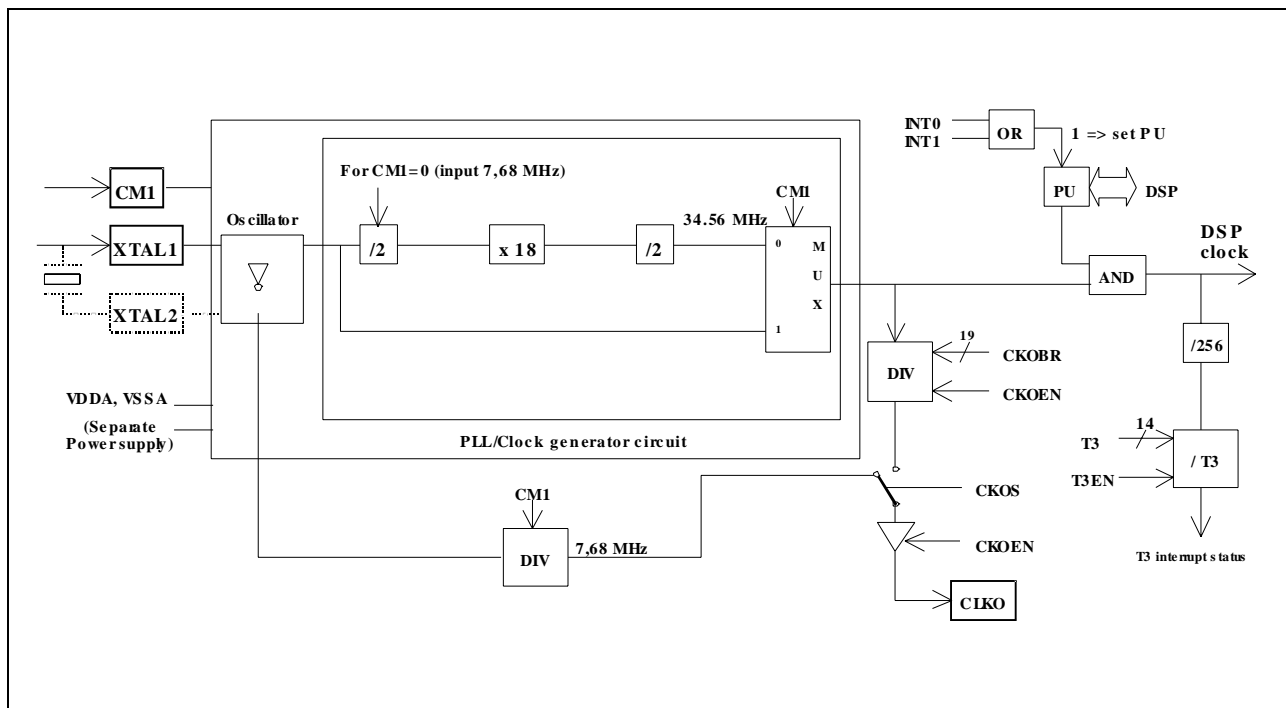 INT0
INT1
OR
1 => set PU
For CM1=0 (input 7,68 MHz)
CM1
PU
DSP
CM1
Oscillator
34.56 MHz
XTAL1
/2
x 18
/2
0
M
U
X
1
DSP
clock
AND
XTAL2
/256
19
CKOBR
DIV
CKOEN
VDDA, VSSA
(Separate
Power supply)
PLL/Clock generator circuit
14
T3
/ T3
T3EN
CM1
CKOS
DIV
7,68 MHz
CKOEN
T3 interrupt status
CLKO